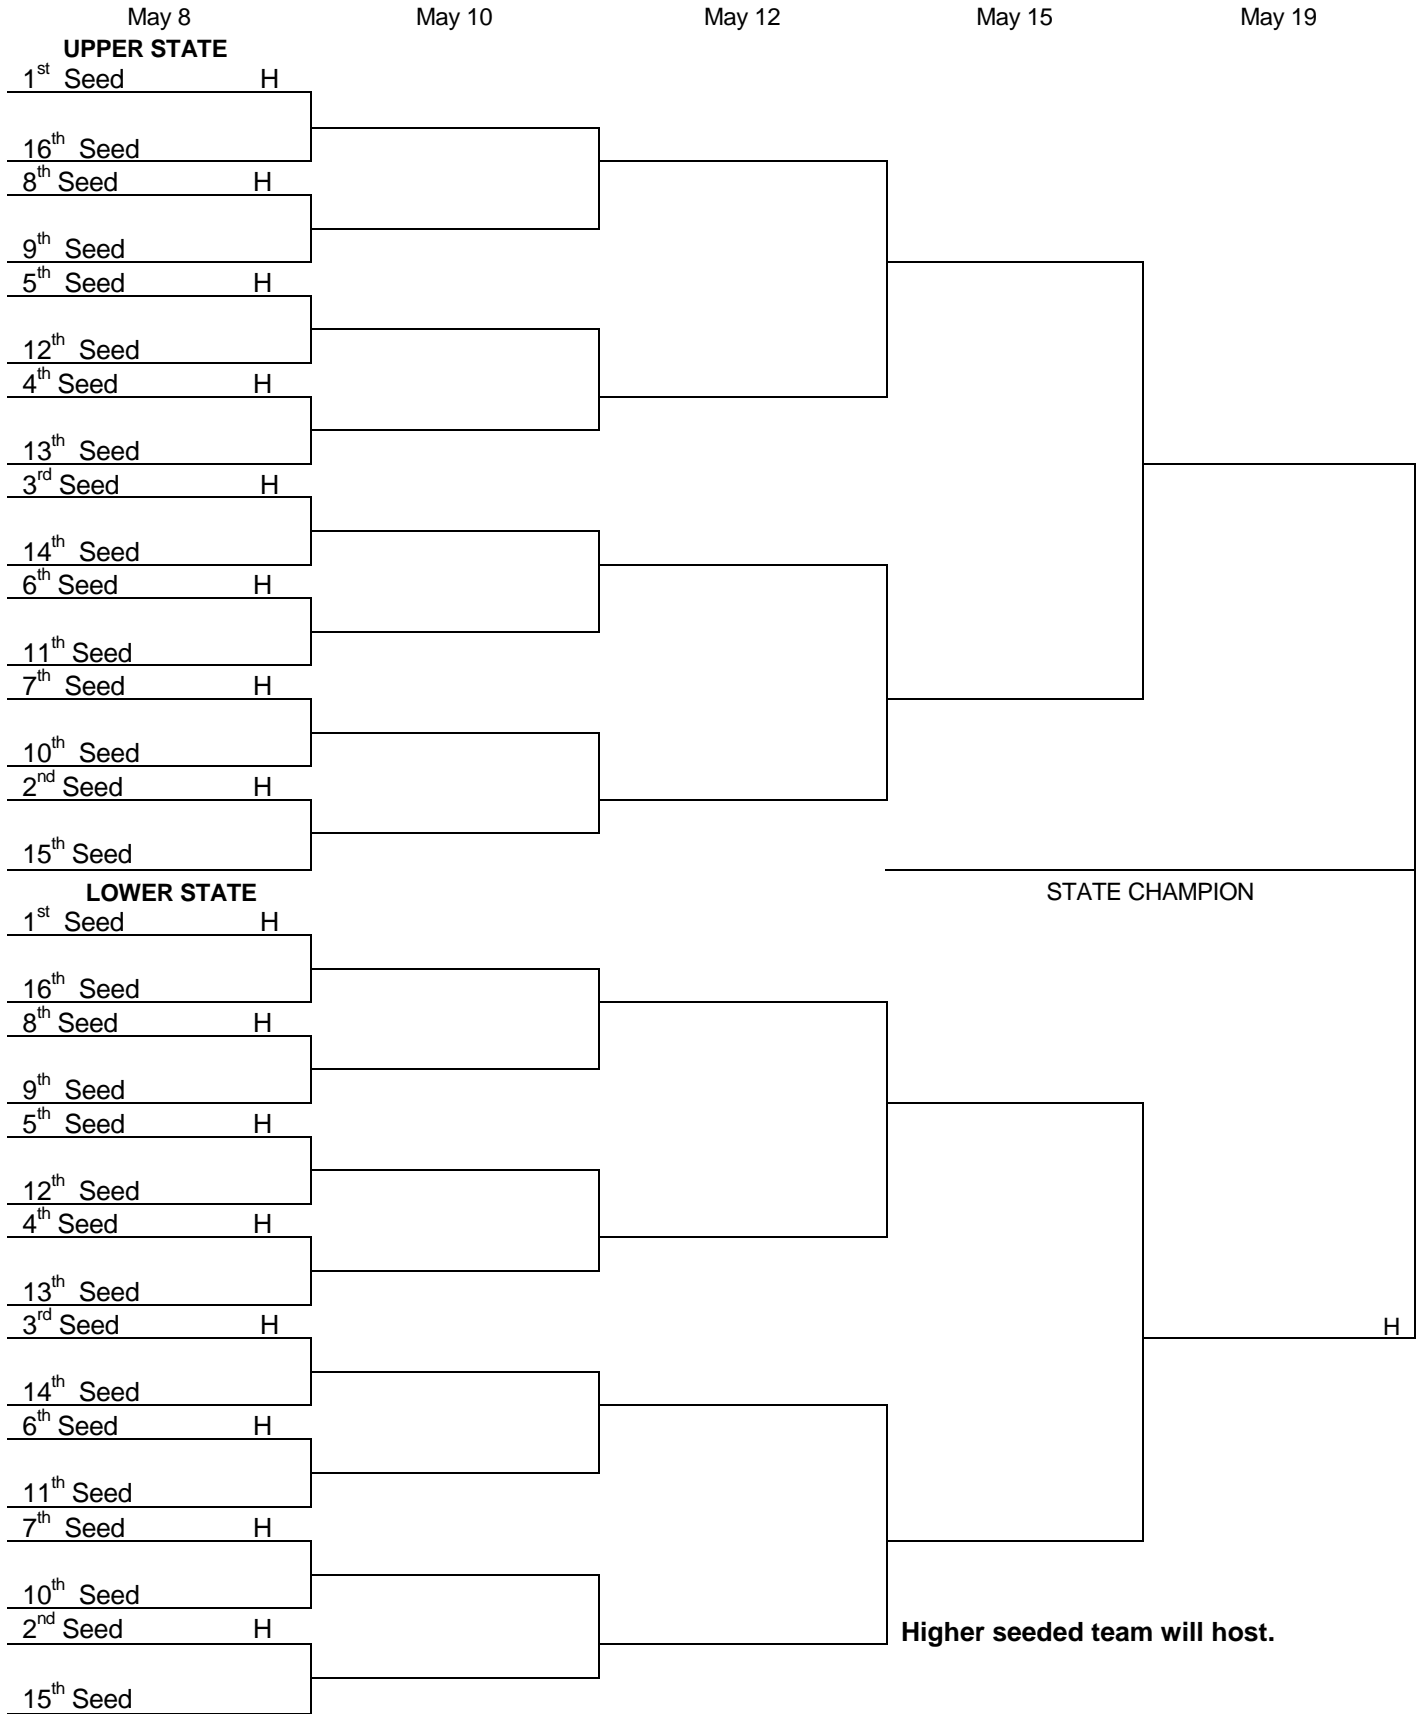 May 8 May 10 May 12 May 15 May 19
UPPER STATE
1st Seed H
16th Seed
8th Seed H
9th Seed
5th Seed H
12th Seed
4th Seed H
13th Seed
3rd Seed H
14th Seed
6th Seed H
11th Seed
7th Seed H
10th Seed
2nd Seed H
15th Seed
LOWER STATE STATE CHAMPION
1st Seed H
16th Seed
8th Seed H
9th Seed
5th Seed H
12th Seed
4th Seed H
13th Seed
3rd Seed H H
14th Seed
6th Seed H
11th Seed
7th Seed H
10th Seed
2nd Seed H Higher seeded team will host.
15th Seed